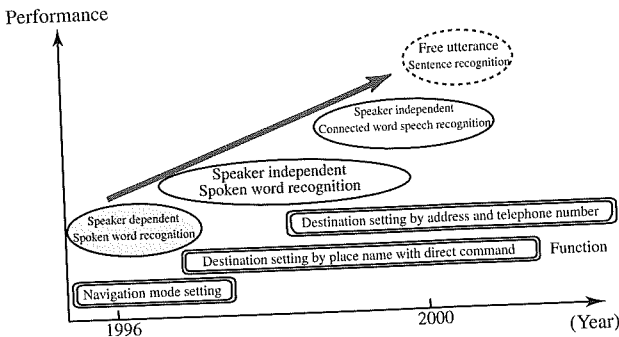 Performance
Free utterance
Sentence recognition
Speaker independent
Connected word speech recognition
Speaker independent
Spoken word recognition
Speaker dependent
Spoken word recognition
Destination setting by address and telephone number
Destination setting by place name with direct command
Function
Navigation mode setting
1996
2000
(Year)